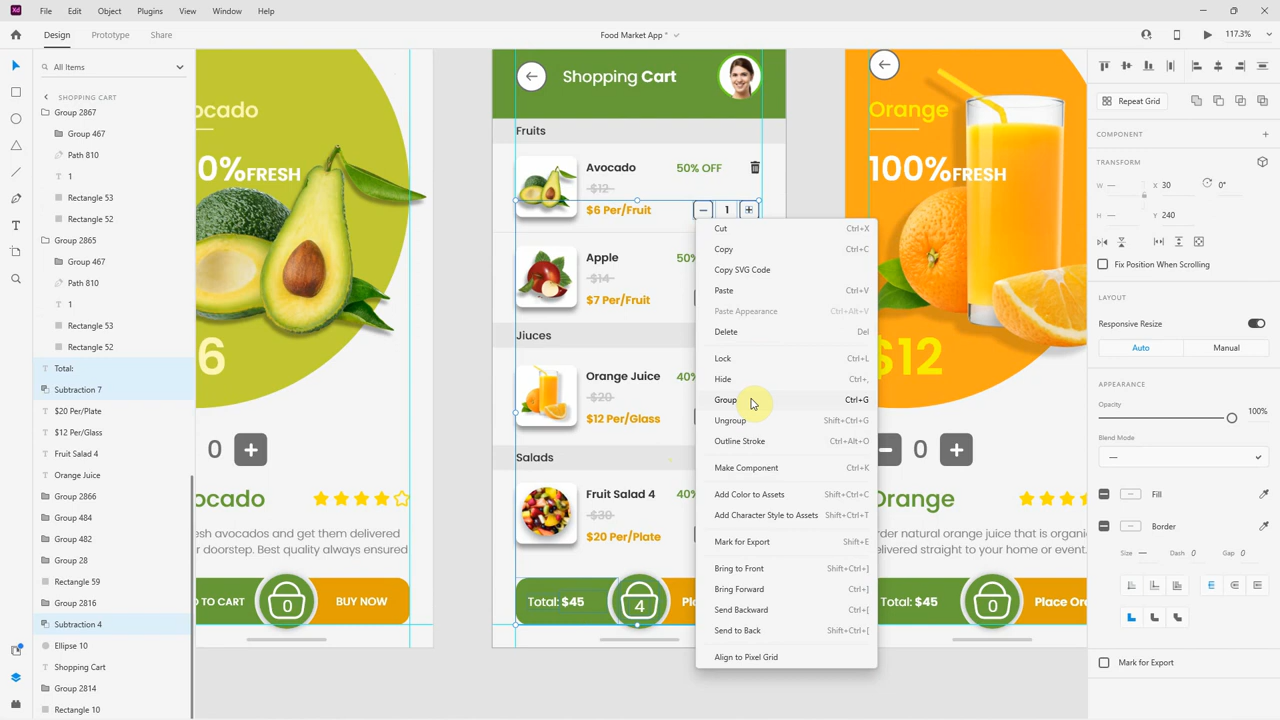 Xd File Edit Object Plugins View Window Help
Design Prototype Share
Food Market App *
117.3%
All Items
SHOPPING CART
Group 2867
Group 467
Path 810
1
Rectangle 53
Rectangle 52
Group 2865
Group 467
Path 810
1
Rectangle 53
Rectangle 52
Total:
Subtraction 7
$20 Per/Plate
$12 Per/Glass
Fruit Salad 4
Orange Juice
Group 2866
Group 484
Group 482
Group 28
Rectangle 59
Group 2816
Subtraction 4
Ellipse 10
Shopping Cart
Group 2814
Rectangle 10
ocado
0%FRESH
6
0
ocado
esh avocados and get them delivered
r doorstep. Best quality always ensured
TO CART
0
BUY NOW
Shopping Cart
Fruits
Avocado 50% OFF
$12
$6 Per/Fruit
1
Apple 50%
$14
$7 Per/Fruit
Jiuces
Orange Juice 40%
$20
$12 Per/Glass
Salads
Fruit Salad 4 40%
$30
$20 Per/Plate
Total: $45
4
Pl
Cut Ctrl+X
Copy Ctrl+C
Copy SVG Code
Paste Ctrl+V
Paste Appearance Ctrl+Alt+V
Delete Del
Lock Ctrl+L
Hide Ctrl+,
Group Ctrl+G
Ungroup Shift+Ctrl+G
Outline Stroke Ctrl+Alt+O
Make Component Ctrl+K
Add Color to Assets Shift+Ctrl+C
Add Character Style to Assets Shift+Ctrl+T
Mark for Export Shift+E
Bring to Front Shift+Ctrl+]
Bring Forward Ctrl+]
Send Backward Ctrl+[
Send to Back Shift+Ctrl+[
Align to Pixel Grid
Orange
100%FRESH
$12
0
Orange
der natural orange juice that is organi
elivered straight to your home or event.
Total: $45
0
Place Or
Repeat Grid
COMPONENT
TRANSFORM
W — X 30 0°
H — Y 240
Fix Position When Scrolling
LAYOUT
Responsive Resize
Auto Manual
APPEARANCE
Opacity
100%
Blend Mode
—
Fill
Border
Size — Dash 0 Gap 0
Mark for Export